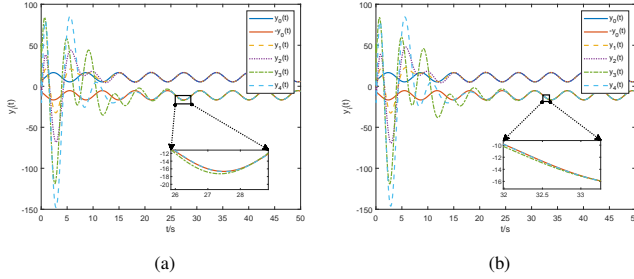 100
50
0
-50
-100
-150
y_i(t)
0 5 10 15 20 25 30 35 40 45 50
t/s
y_0(t)
-y_0(t)
y_1(t)
y_2(t)
y_3(t)
y_4(t)
-12
-14
-16
-18
-20
26 27 28
(a)
100
50
0
-50
-100
-150
y_i(t)
0 5 10 15 20 25 30 35 40 45 50
t/s
y_0(t)
-y_0(t)
y_1(t)
y_2(t)
y_3(t)
y_4(t)
-10
-12
-14
-16
32 32.5 33
(b)